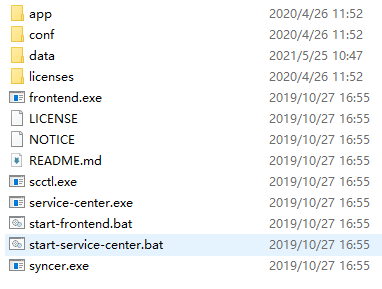 app 2020/4/26 11:52
conf 2020/4/26 11:52
data 2021/5/25 10:47
licenses 2020/4/26 11:52
frontend.exe 2019/10/27 16:55
LICENSE 2019/10/27 16:55
NOTICE 2019/10/27 16:55
README.md 2019/10/27 16:55
scctl.exe 2019/10/27 16:55
service-center.exe 2019/10/27 16:55
start-frontend.bat 2019/10/27 16:55
start-service-center.bat 2019/10/27 16:55
syncer.exe 2019/10/27 16:55